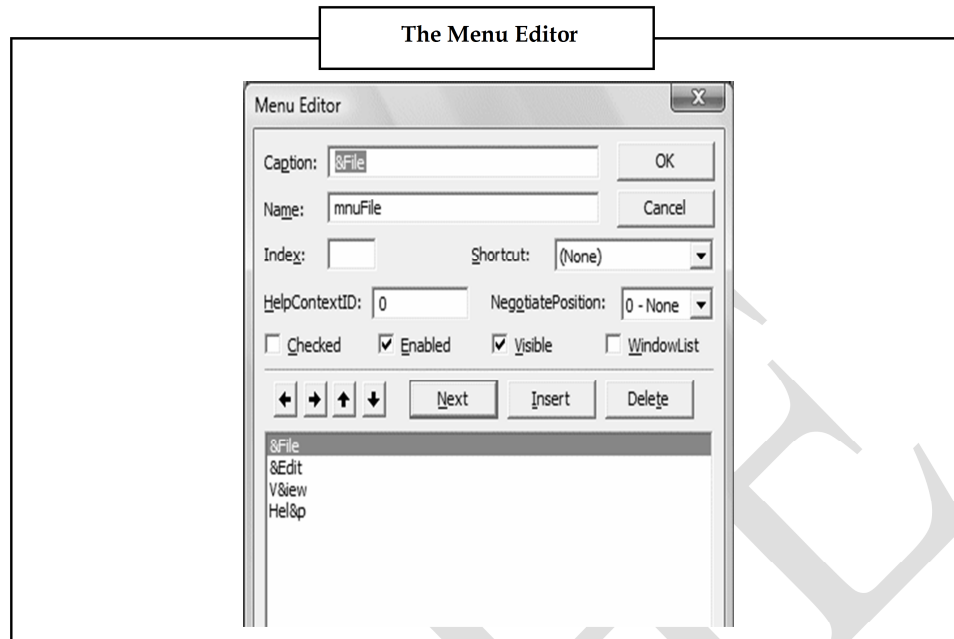 The Menu Editor
Menu Editor
Caption: &File OK
Name: mnuFile Cancel
Index: Shortcut: (None)
HelpContextID: 0 NegotiatePosition: 0 - None
Checked Enabled Visible WindowList
Next Insert Delete
&File
&Edit
V&iew
Hel&p